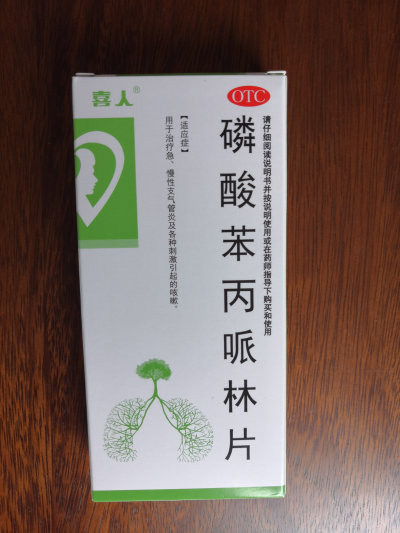 喜人®
OTC
请仔细阅读说明书并按说明使用或在药师指导下购买和使用
磷酸苯丙哌林片
【适应症】
用于治疗急、慢性支气管炎及各种刺激引起的咳嗽。